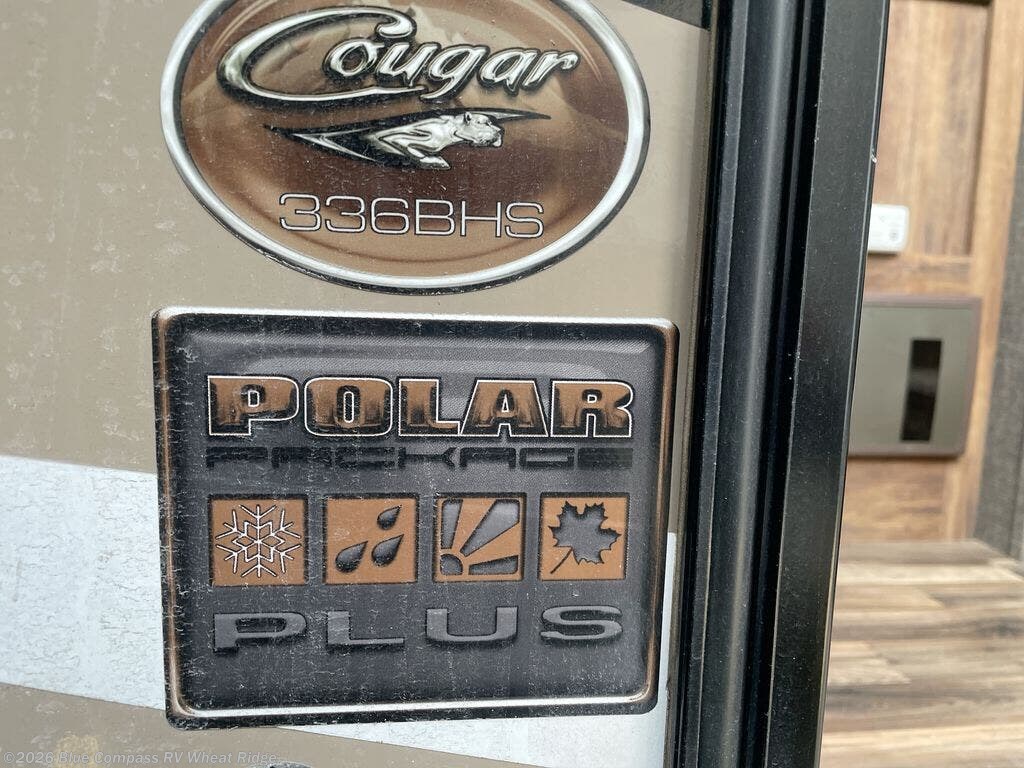 Cougar
336BHS
POLAR
PACKAGE
PLUS
©2026 Blue Compass RV Wheat Ridge